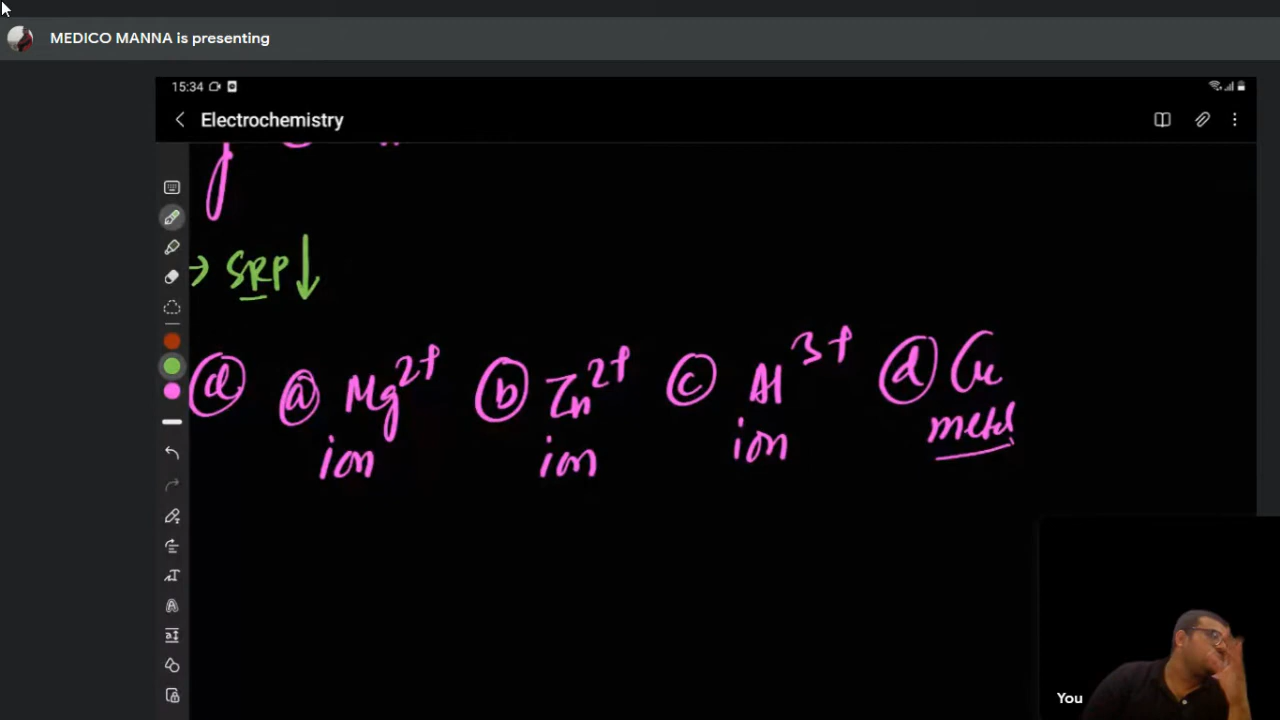 MEDICO MANNA is presenting
15:34
Electrochemistry
→ SRP↓
ⓓ ⓐ Mg²⁺ ⓑ Zn²⁺ ⓒ Al³⁺ ⓓ Cu
ion ion ion metal
You